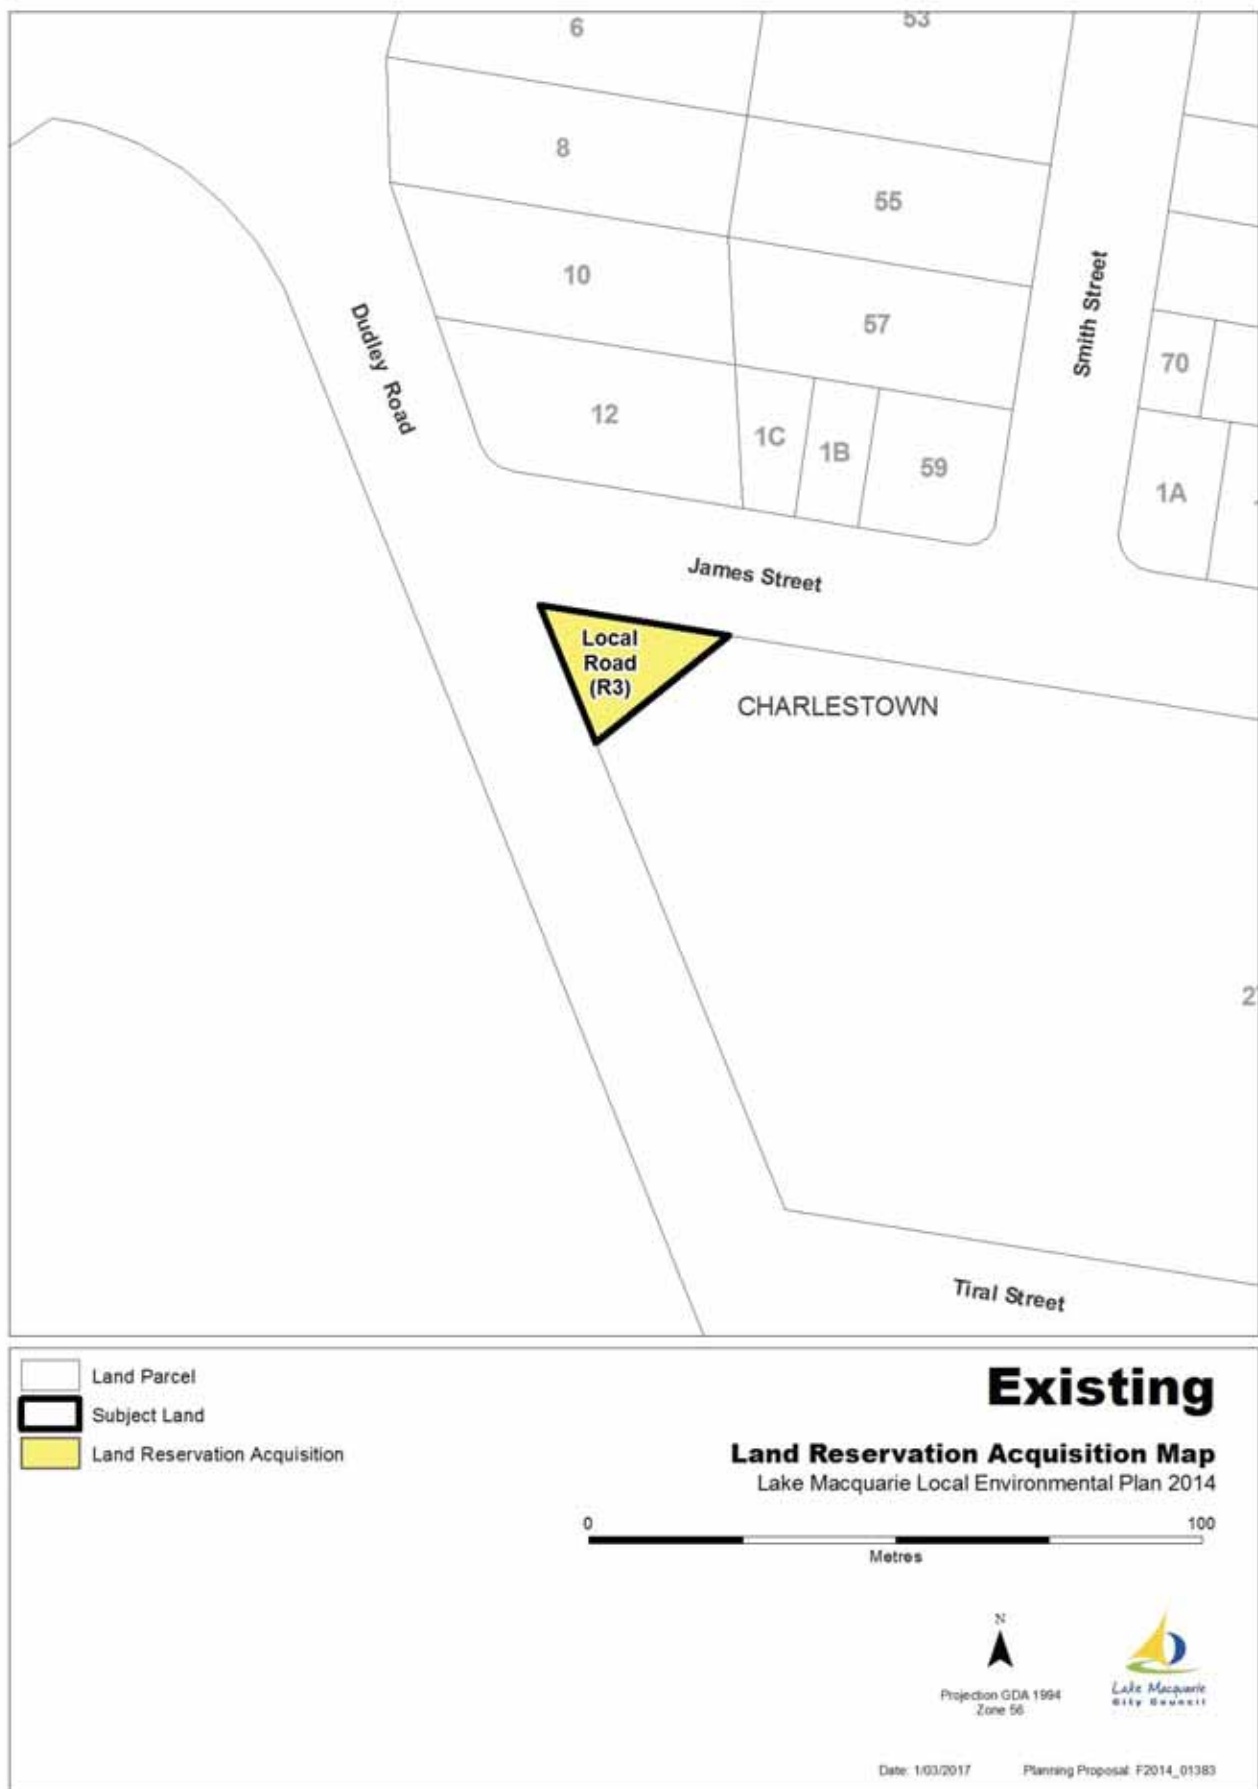 6
53
8
55
10
57
Dudley Road
Smith Street
70
12
1C
1B
59
1A
James Street
Local
Road
(R3)
CHARLESTOWN
Tiral Street
Land Parcel
Subject Land
Land Reservation Acquisition
Existing
Land Reservation Acquisition Map
Lake Macquarie Local Environmental Plan 2014
0 100
Metres
N
Projection GDA 1994
Zone 56
Lake Macquarie
City Council
Date: 1/03/2017 Planning Proposal: F2014_01383